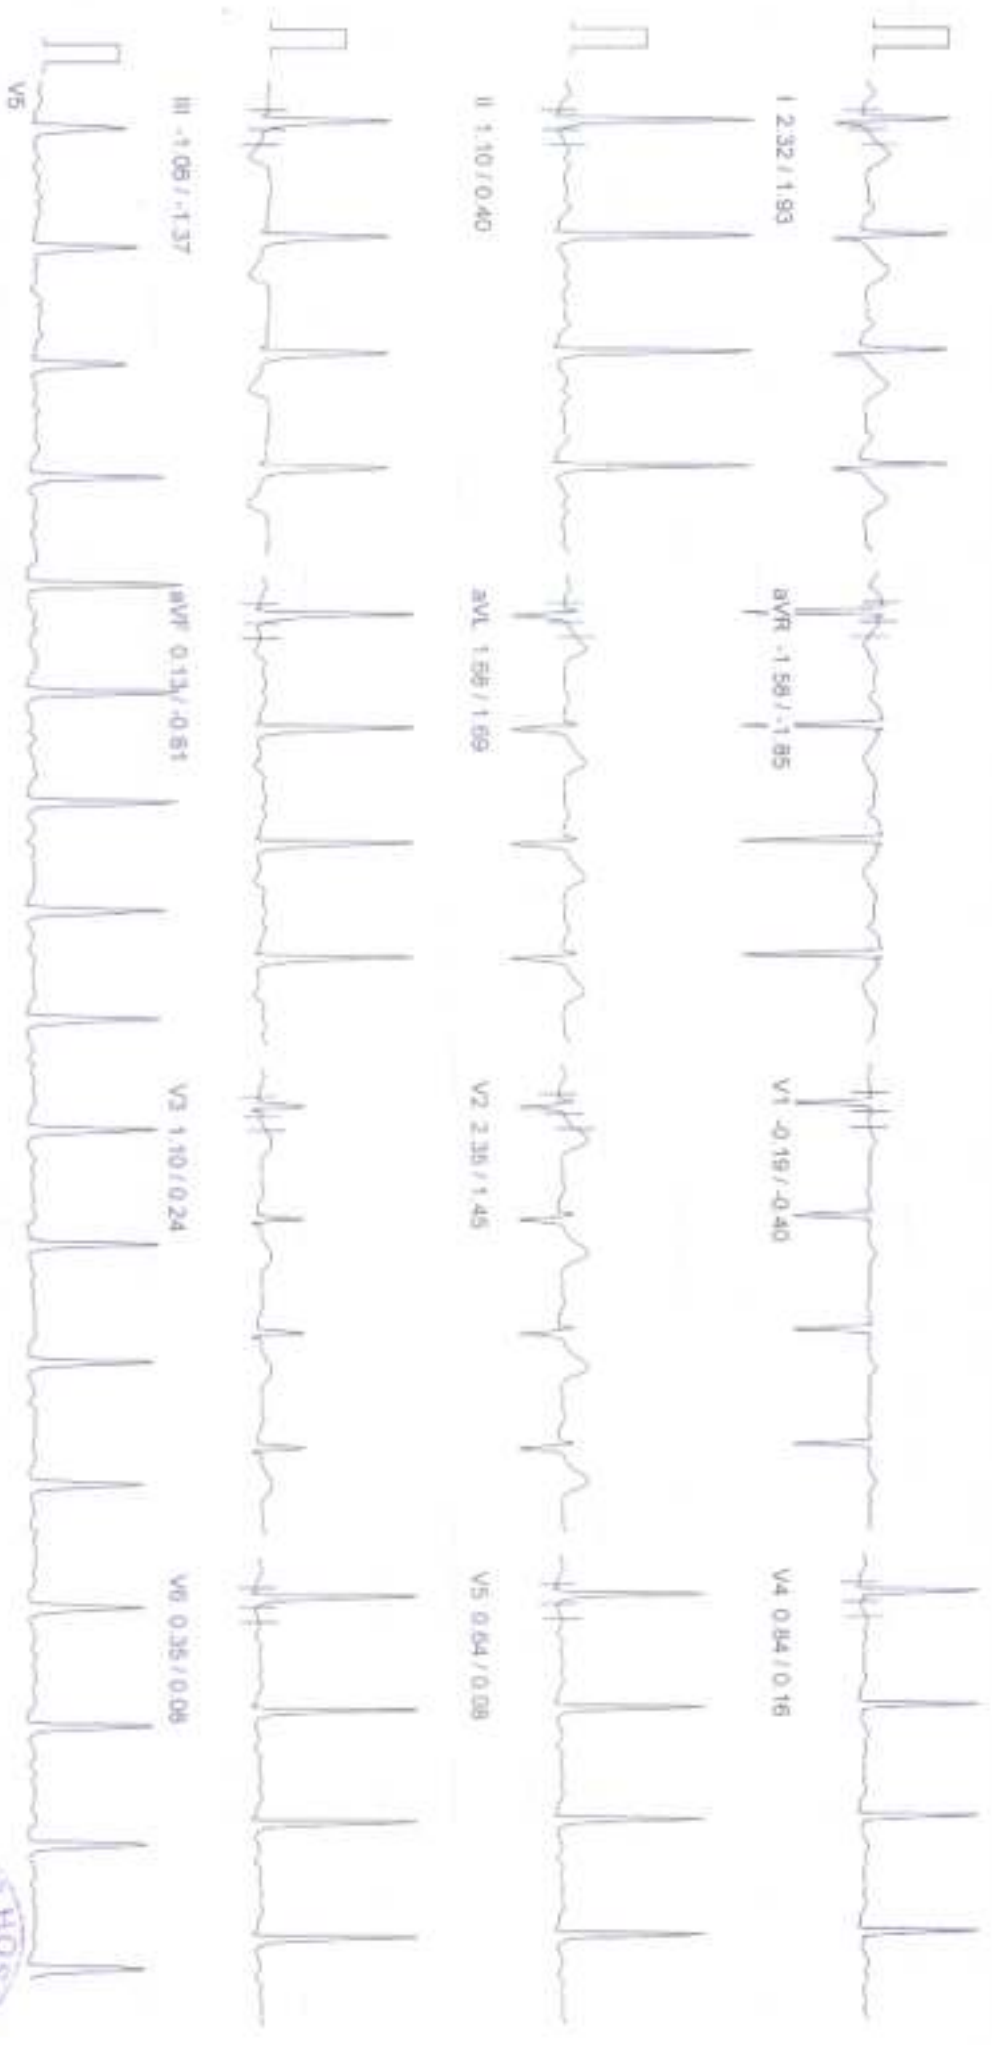 I 2.32 / 1.93
aVR -1.58 / -1.85
V1 -0.19 / -0.40
V4 0.84 / 0.16
II 1.10 / 0.40
aVL 1.68 / 1.69
V2 2.35 / 1.45
V5 0.64 / 0.08
III -1.06 / -1.37
aVF 0.13 / -0.61
V3 1.10 / 0.24
V6 0.35 / 0.08
V5